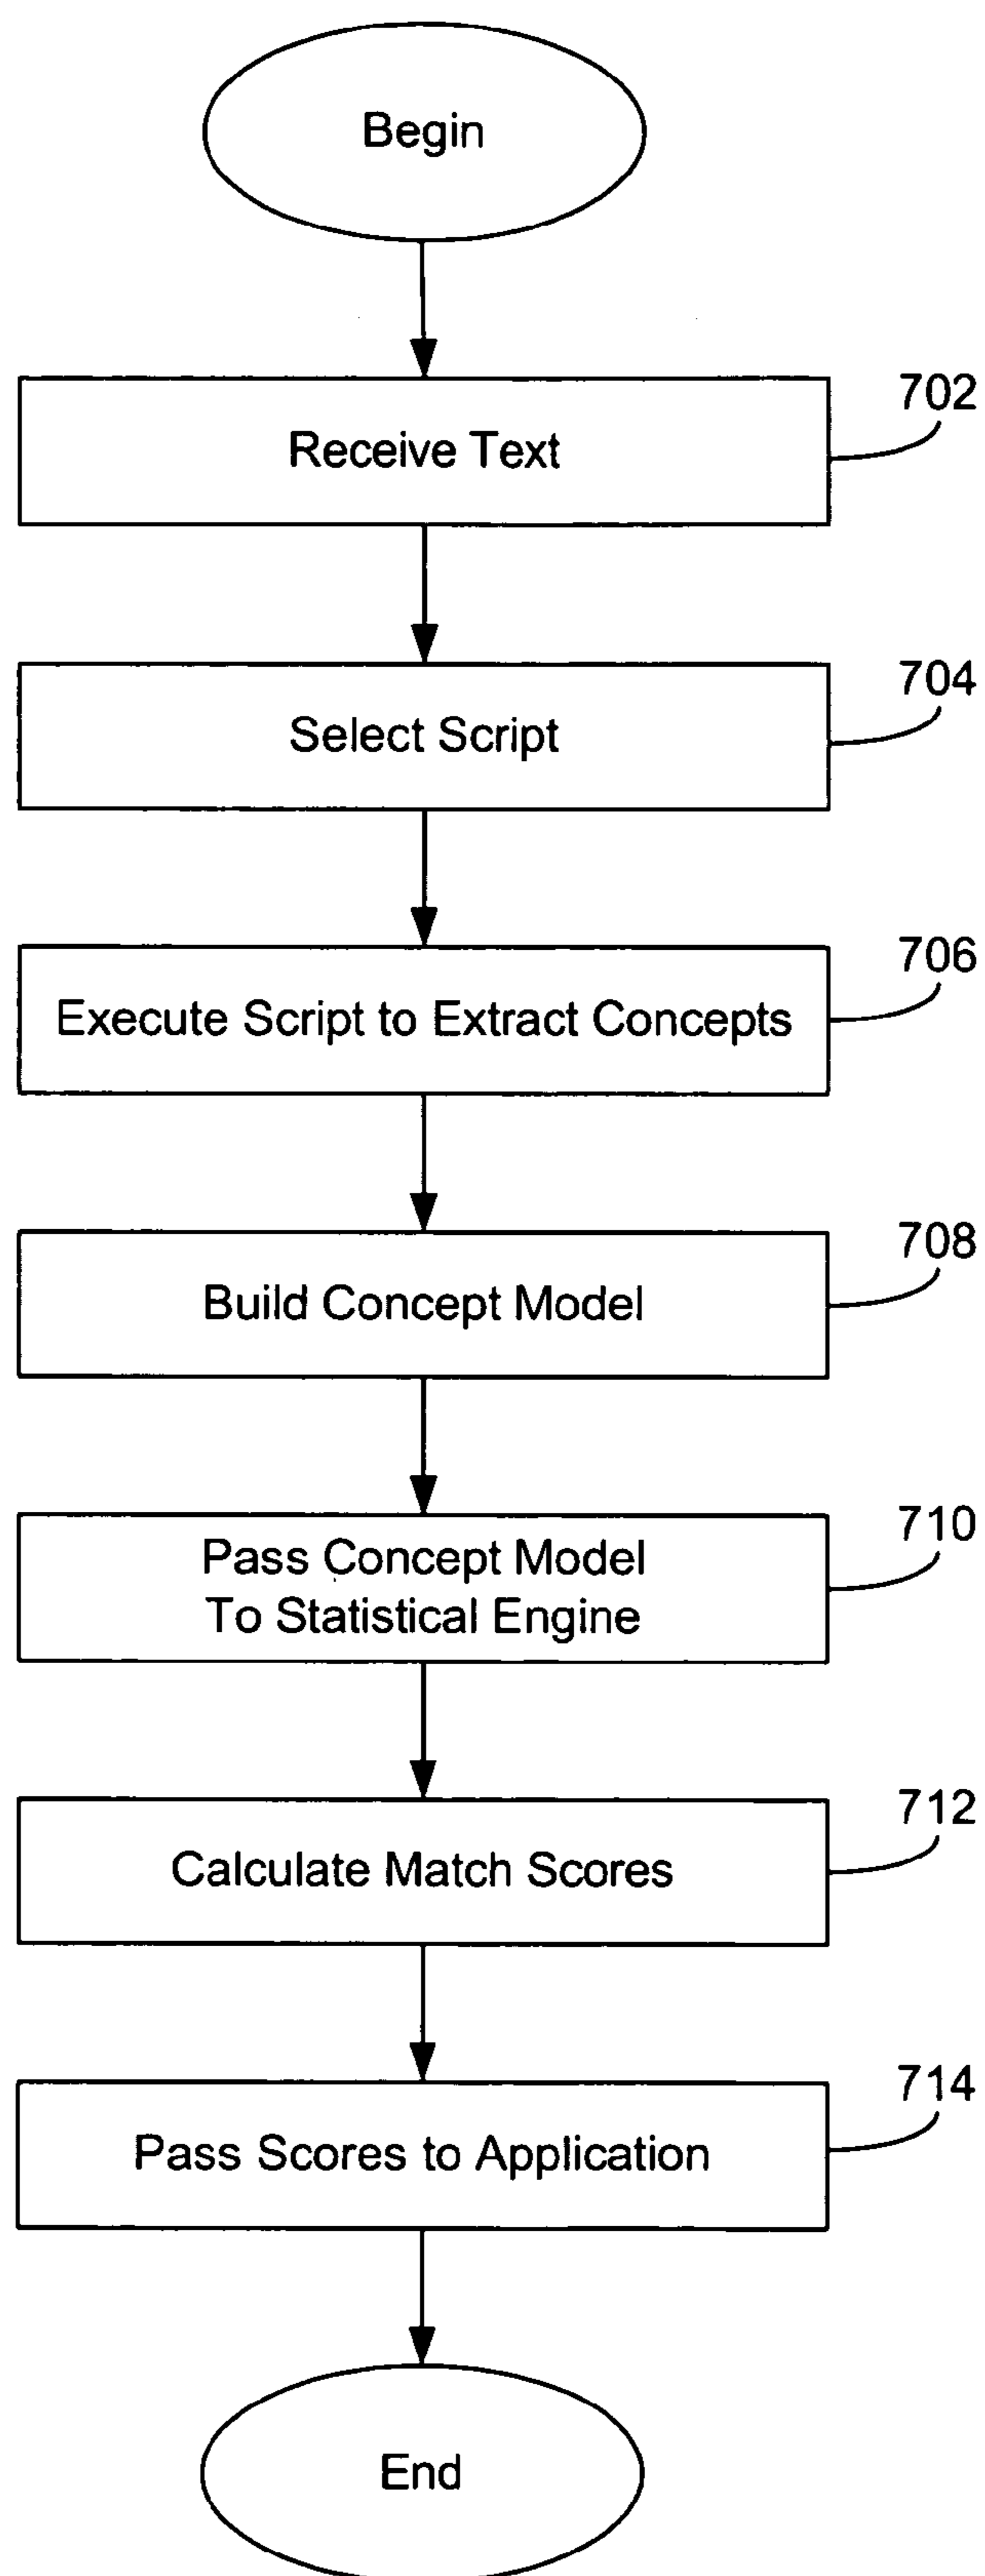 Begin
702
Receive Text
704
Select Script
706
Execute Script to Extract Concepts
708
Build Concept Model
710
Pass Concept Model
To Statistical Engine
712
Calculate Match Scores
714
Pass Scores to Application
End